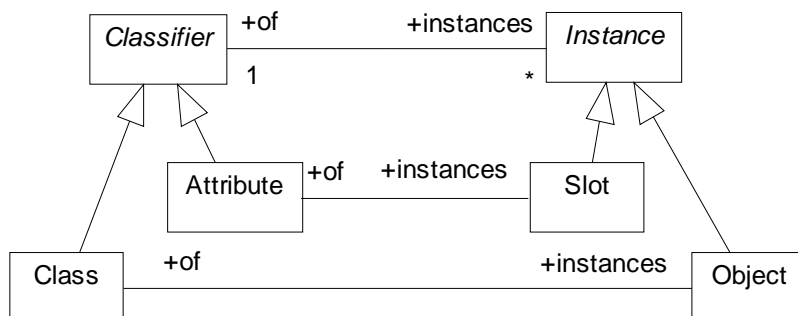 Classifier
+of
+instances
Instance
1
*
Attribute
+of
+instances
Slot
Class
+of
+instances
Object